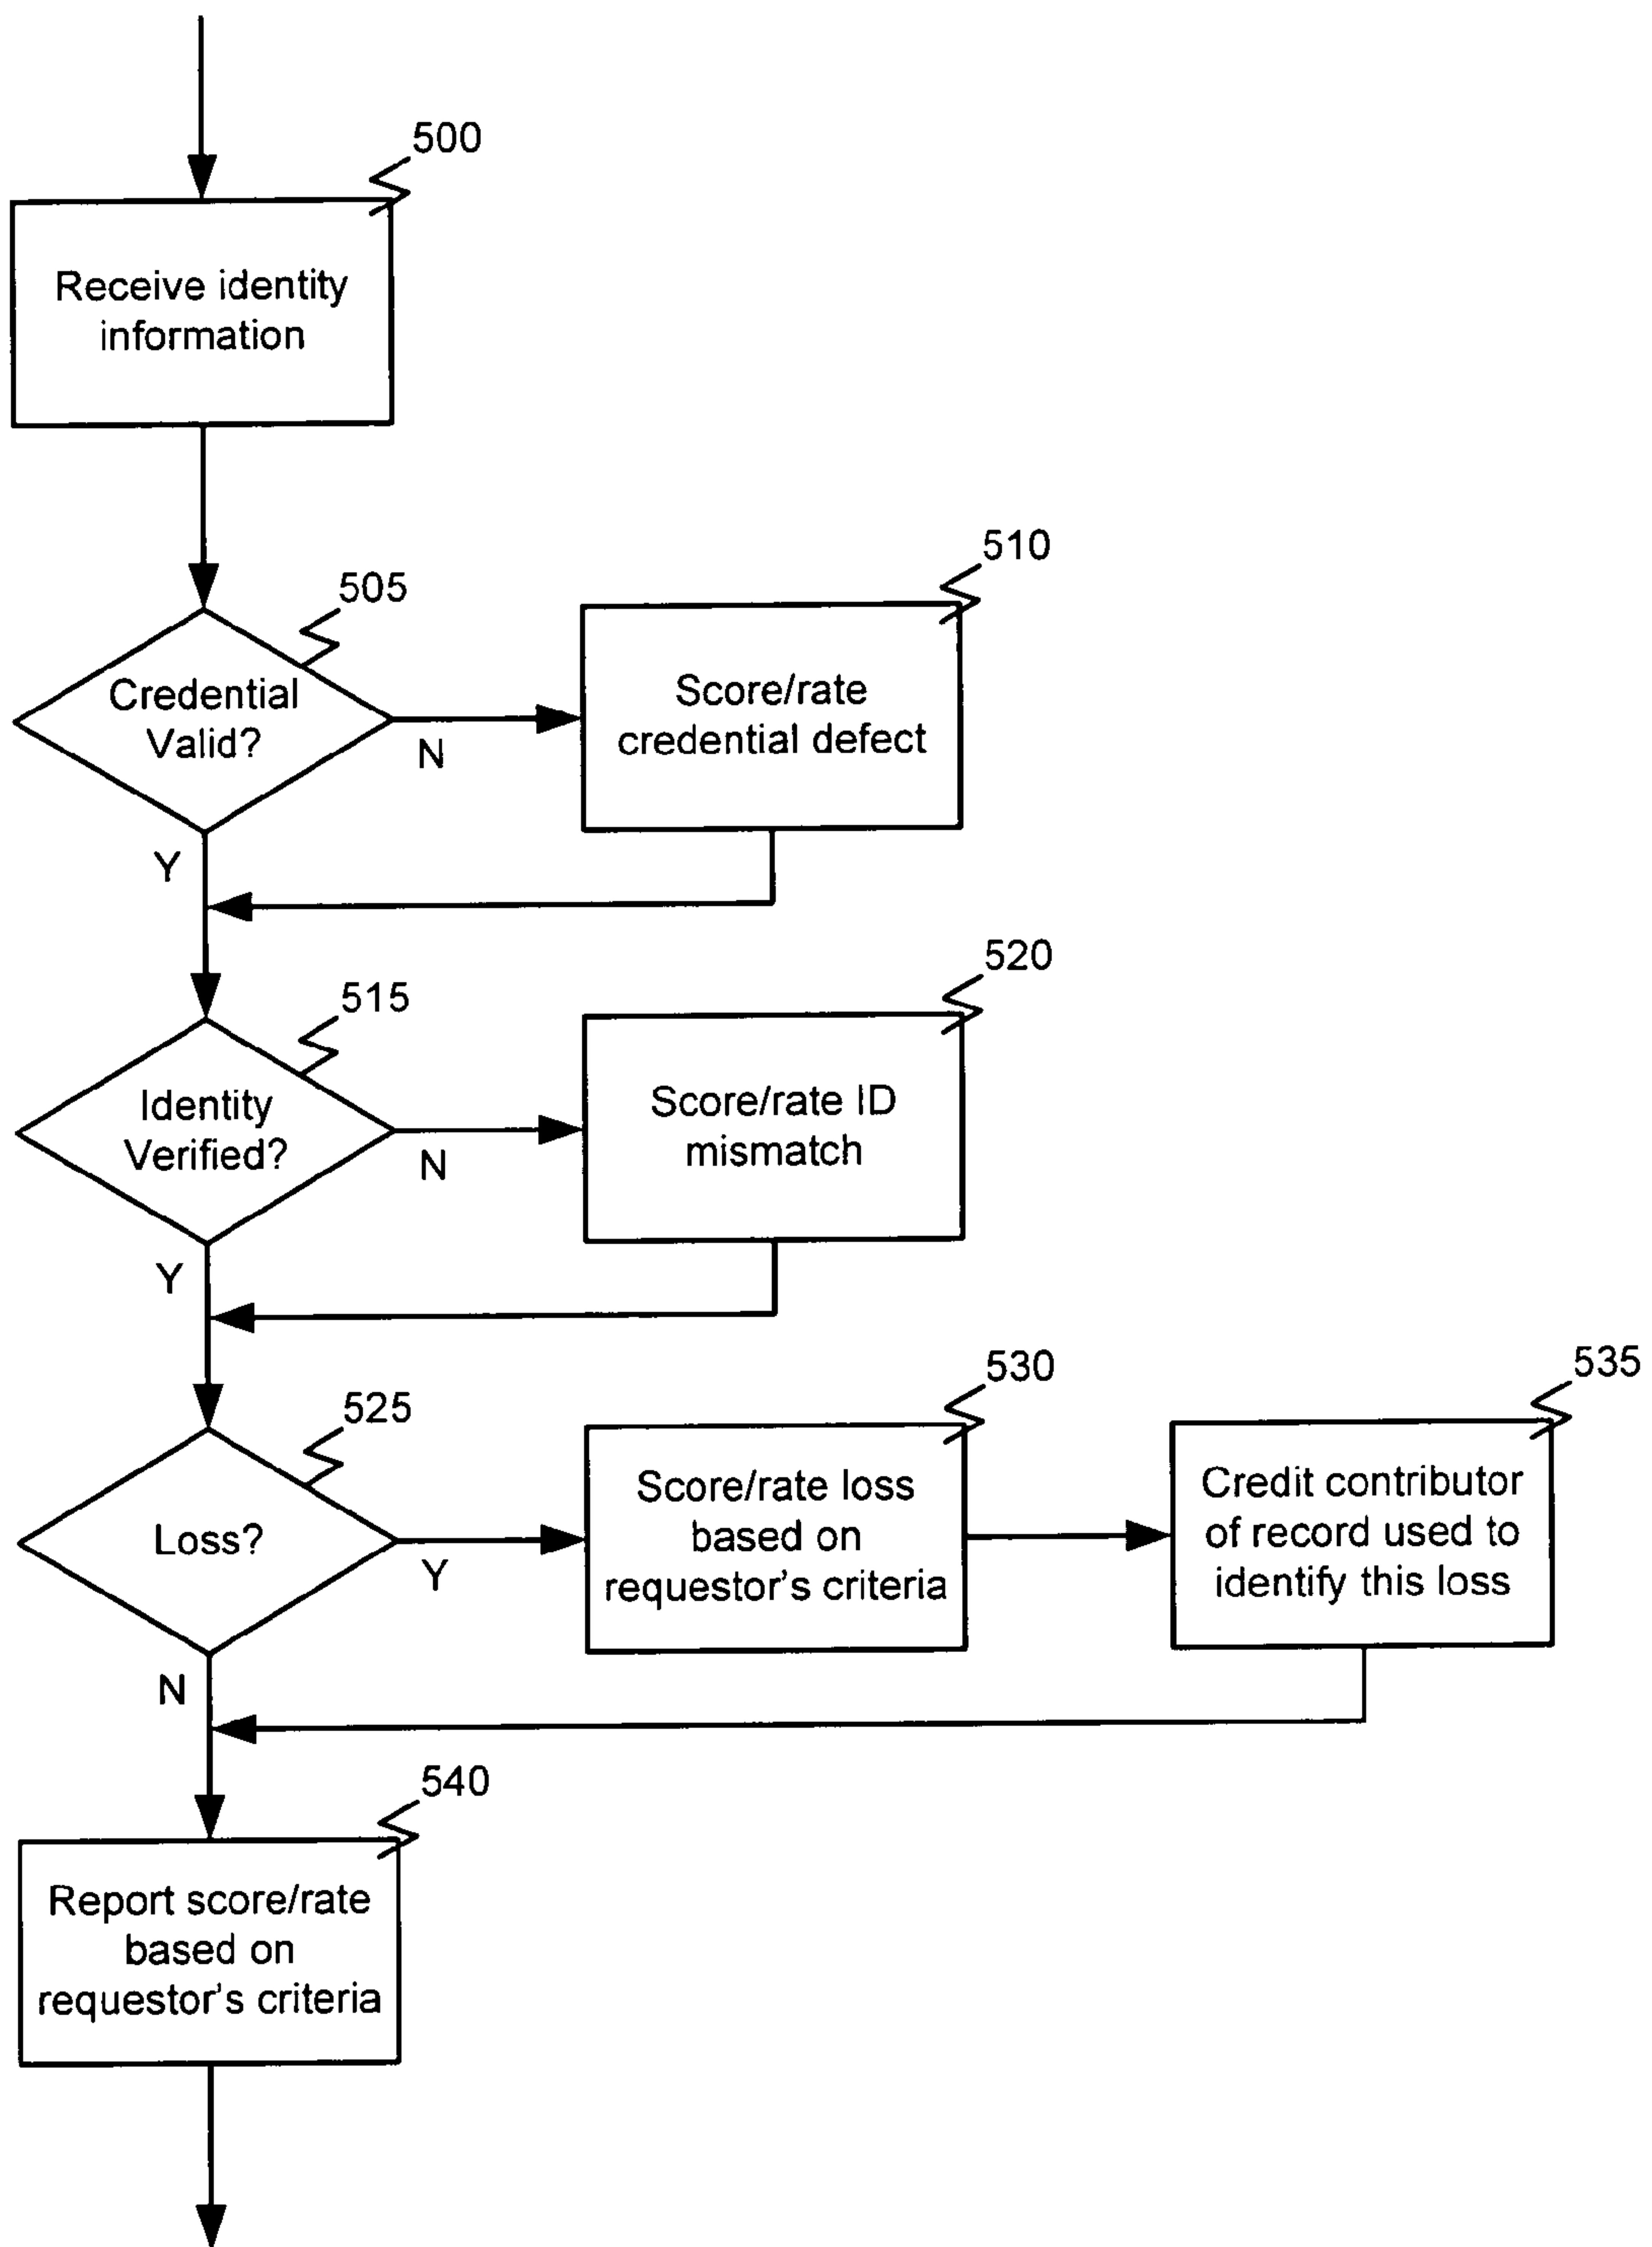 500
Receive identity
information
505
Credential
Valid?
N
Y
510
Score/rate
credential defect
515
Identity
Verified?
N
Y
520
Score/rate ID
mismatch
525
Loss?
Y
N
530
Score/rate loss
based on
requestor's criteria
535
Credit contributor
of record used to
identify this loss
540
Report score/rate
based on
requestor's criteria